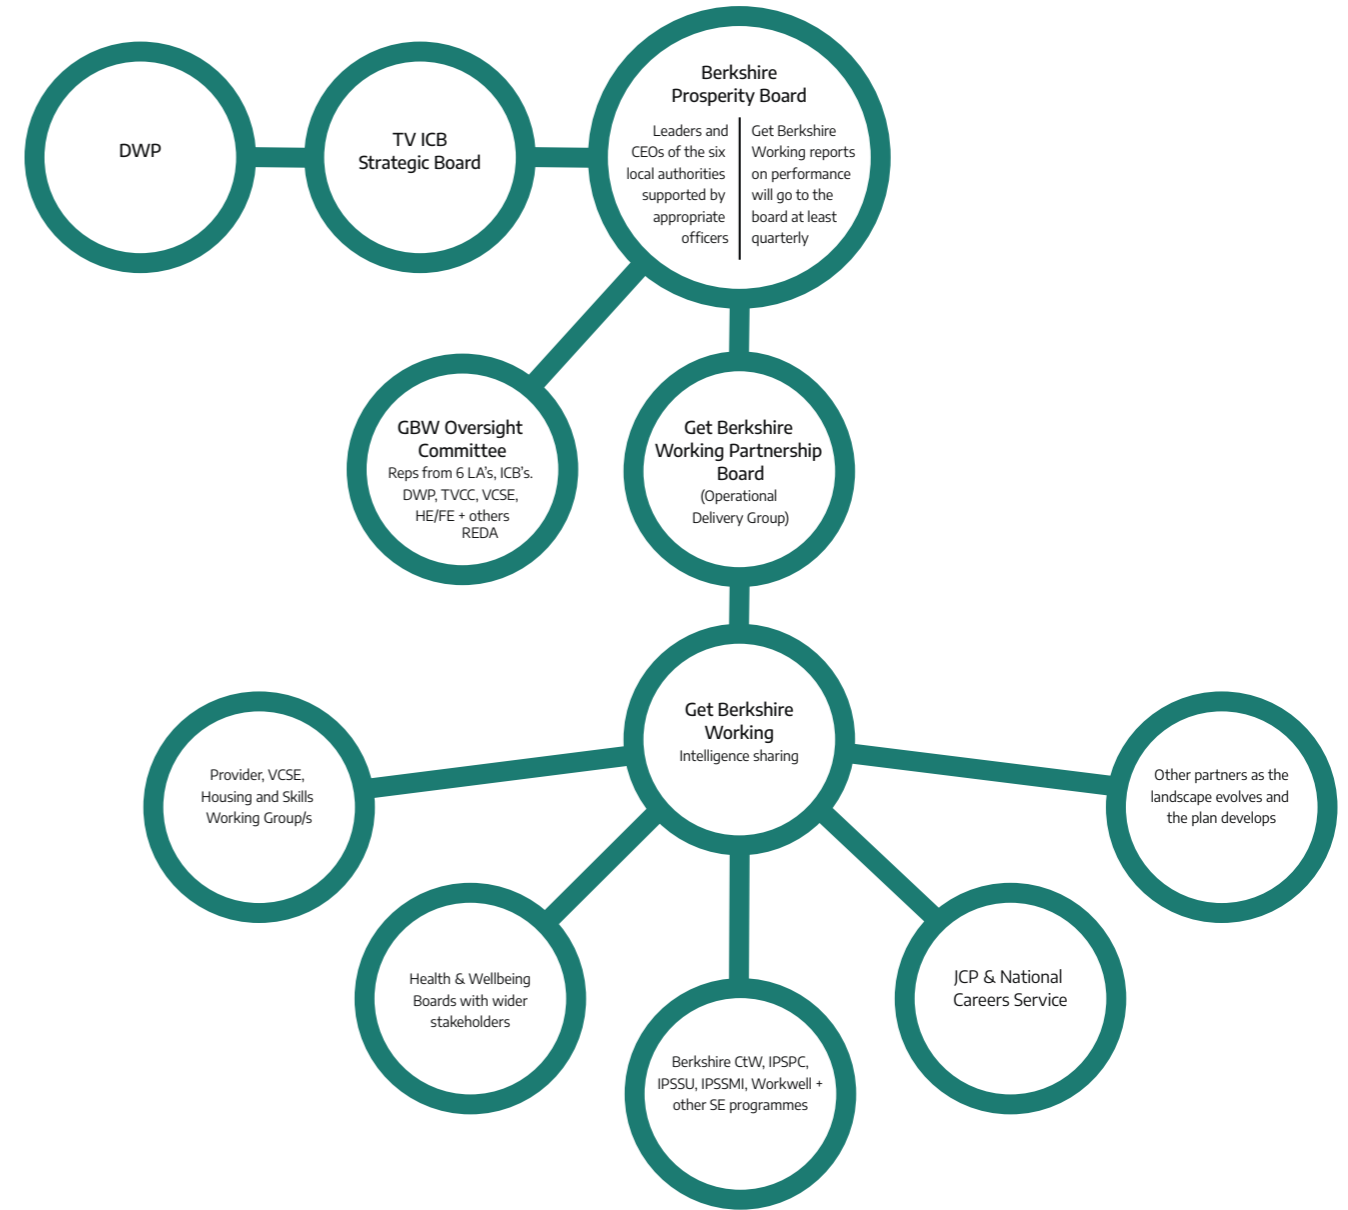 DWP
TV ICB
Strategic Board
Berkshire
Prosperity Board
Leaders and
CEOs of the six
local authorities
supported by
appropriate
officers
Get Berkshire
Working reports
on performance
will go to the
board at least
quarterly
GBW Oversight
Committee
Reps from 6 LA's, ICB's.
DWP, TVCC, VCSE,
HE/FE + others
REDA
Get Berkshire
Working Partnership
Board
(Operational
Delivery Group)
Get Berkshire
Working
Intelligence sharing
Provider, VCSE,
Housing and Skills
Working Group/s
Other partners as the
landscape evolves and
the plan develops
Health & Wellbeing
Boards with wider
stakeholders
JCP & National
Careers Service
Berkshire CtW, IPSPC,
IPSSU, IPSSMI, Workwell +
other SE programmes